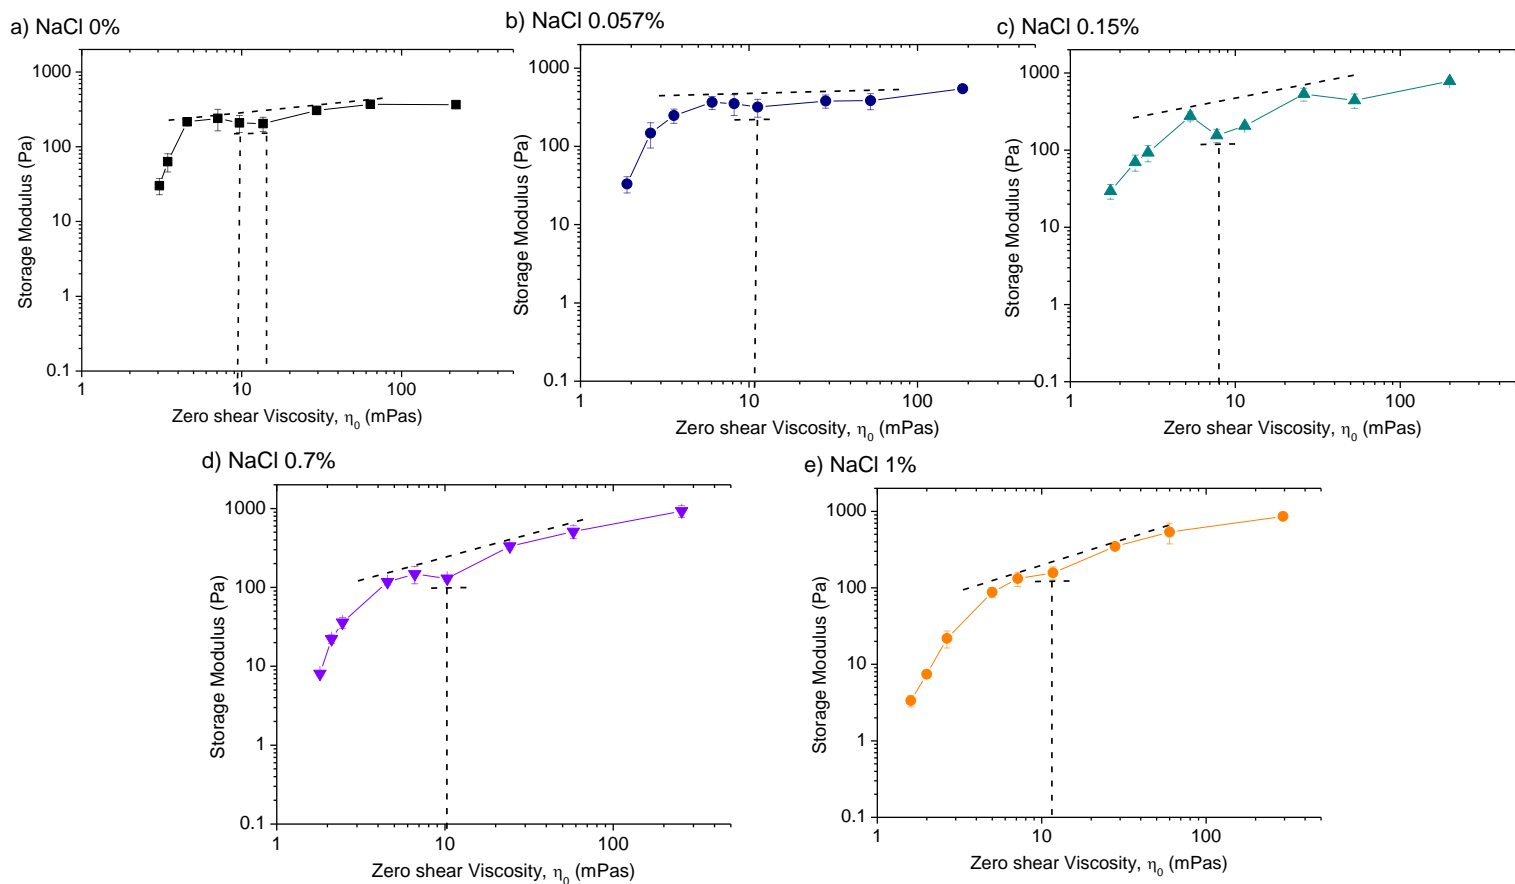 a) NaCl 0%
1000
100
10
1
0.1
1
10
100
Storage Modulus (Pa)
Zero shear Viscosity, η0 (mPas)
b) NaCl 0.057%
1000
100
10
1
0.1
1
10
100
Storage Modulus (Pa)
Zero shear Viscosity, η0 (mPas)
c) NaCl 0.15%
1000
100
10
1
0.1
1
10
100
Storage Modulus (Pa)
Zero shear Viscosity, η0 (mPas)
d) NaCl 0.7%
1000
100
10
1
0.1
1
10
100
Storage Modulus (Pa)
Zero shear Viscosity, η0 (mPas)
e) NaCl 1%
1000
100
10
1
0.1
1
10
100
Storage Modulus (Pa)
Zero shear Viscosity, η0 (mPas)